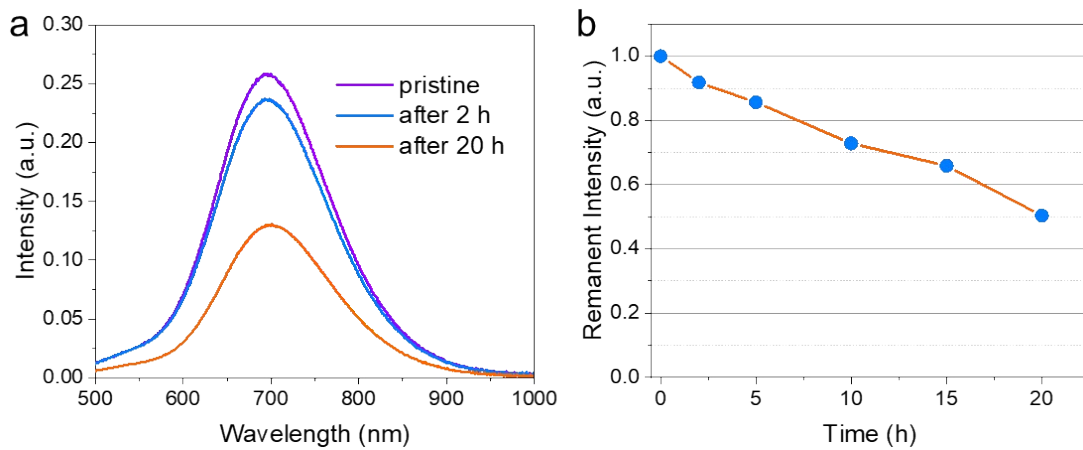 a
0.30
0.25
0.20
0.15
0.10
0.05
0.00
Intensity (a.u.)
pristine
after 2 h
after 20 h
500 600 700 800 900 1000
Wavelength (nm)
b
1.0
0.8
0.6
0.4
0.2
0.0
Remanent Intensity (a.u.)
0 5 10 15 20
Time (h)